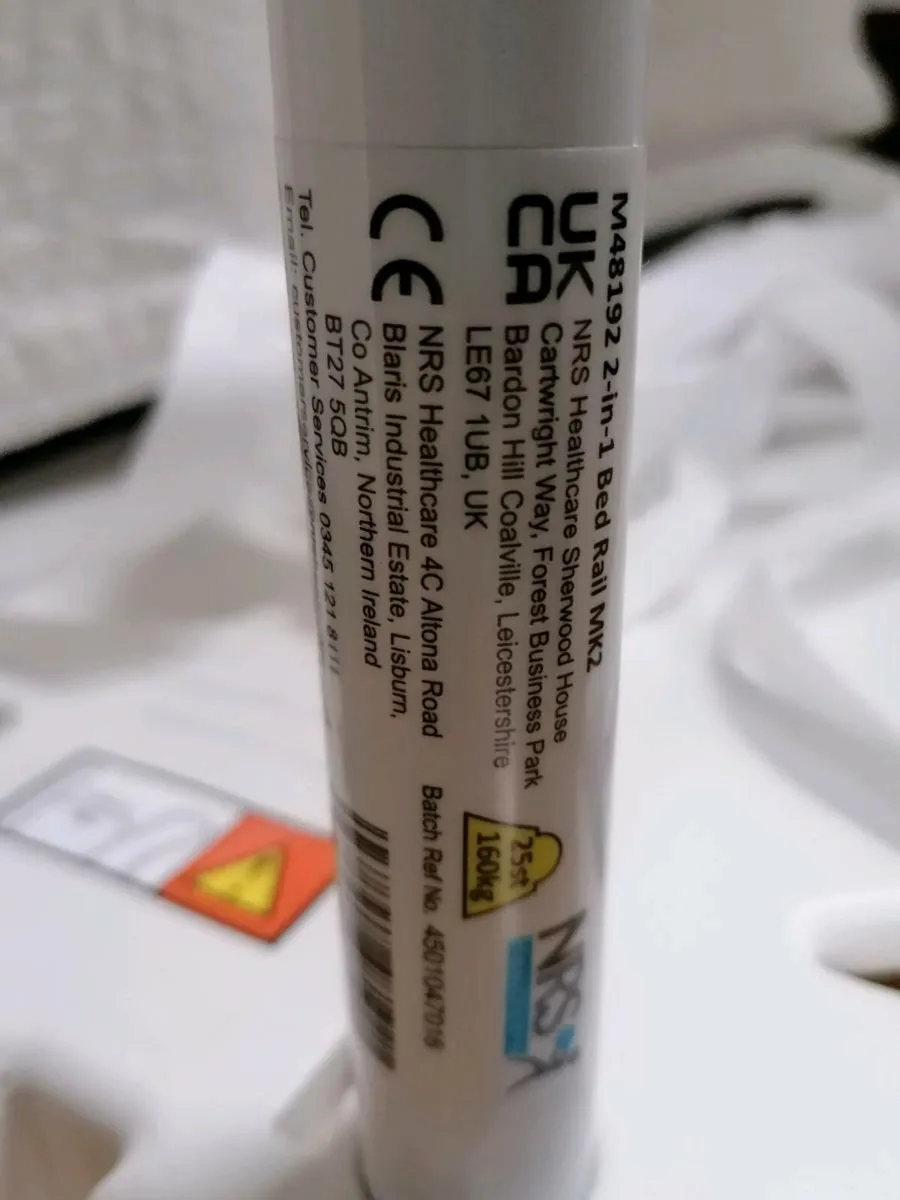 M48192 2-in-1 Bed Rail MK2
UK
CA
NRS Healthcare Sherwood House
Cartwright Way, Forest Business Park
Bardon Hill Coalville, Leicestershire
LE67 1UB, UK
25st
160kg
NRS
CE
NRS Healthcare 4C Altona Road
Blaris Industrial Estate, Lisburn,
Co Antrim, Northern Ireland
BT27 5QB
Batch Ref No. 4501047016
Tel. Customer Services 0345 121 8111
Email: